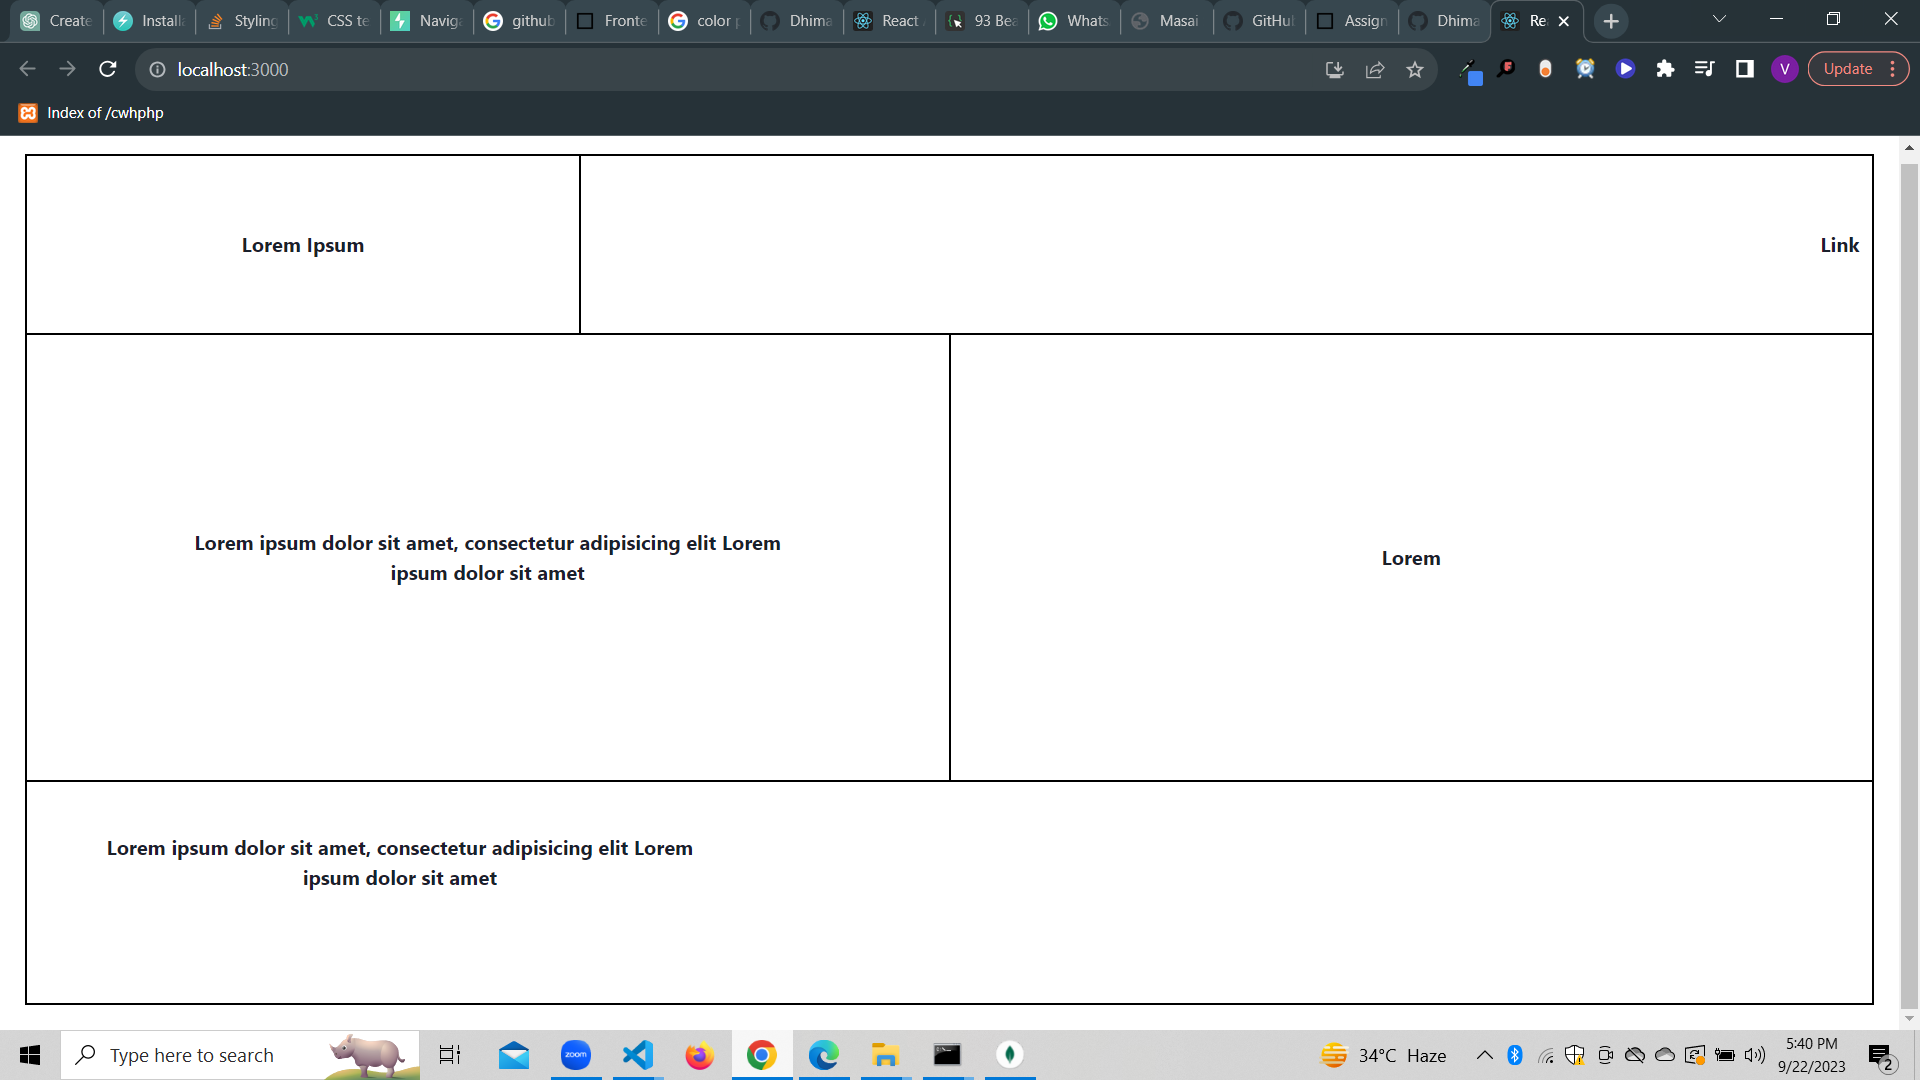 Create
Install
Styling
CSS te
Naviga
github
Fronte
color p
Dhima
React A
93 Bea
Whats
Masai
GitHub
Assign
Dhima
Re
localhost:3000
V
Update
Index of /cwhphp
Lorem Ipsum
Link
Lorem ipsum dolor sit amet, consectetur adipisicing elit Lorem
ipsum dolor sit amet
Lorem
Lorem ipsum dolor sit amet, consectetur adipisicing elit Lorem
ipsum dolor sit amet
Type here to search
zoom
34°C Haze
5:40 PM
9/22/2023
2